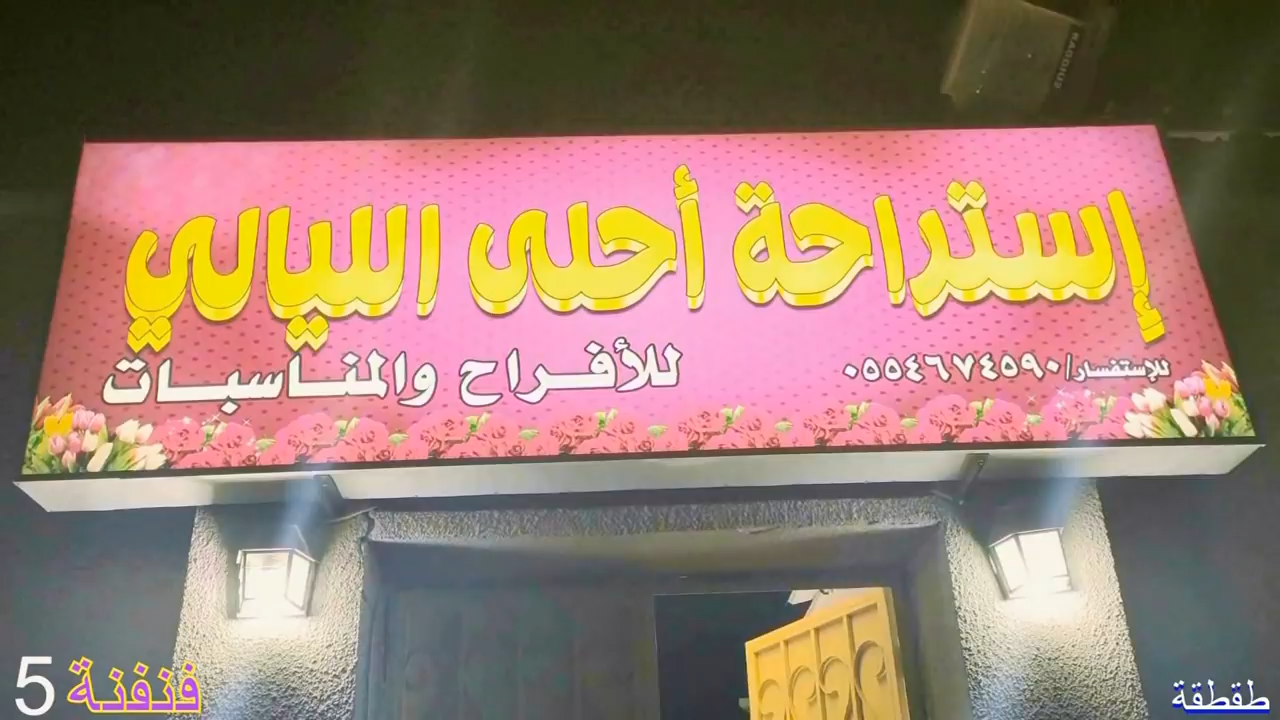 إستراحة أحلى الليالي
للأفراح والمناسبات
للإستفسار/٠٥٥٤٦٧٤٥٩٠
فنفنة 5
طقطقة